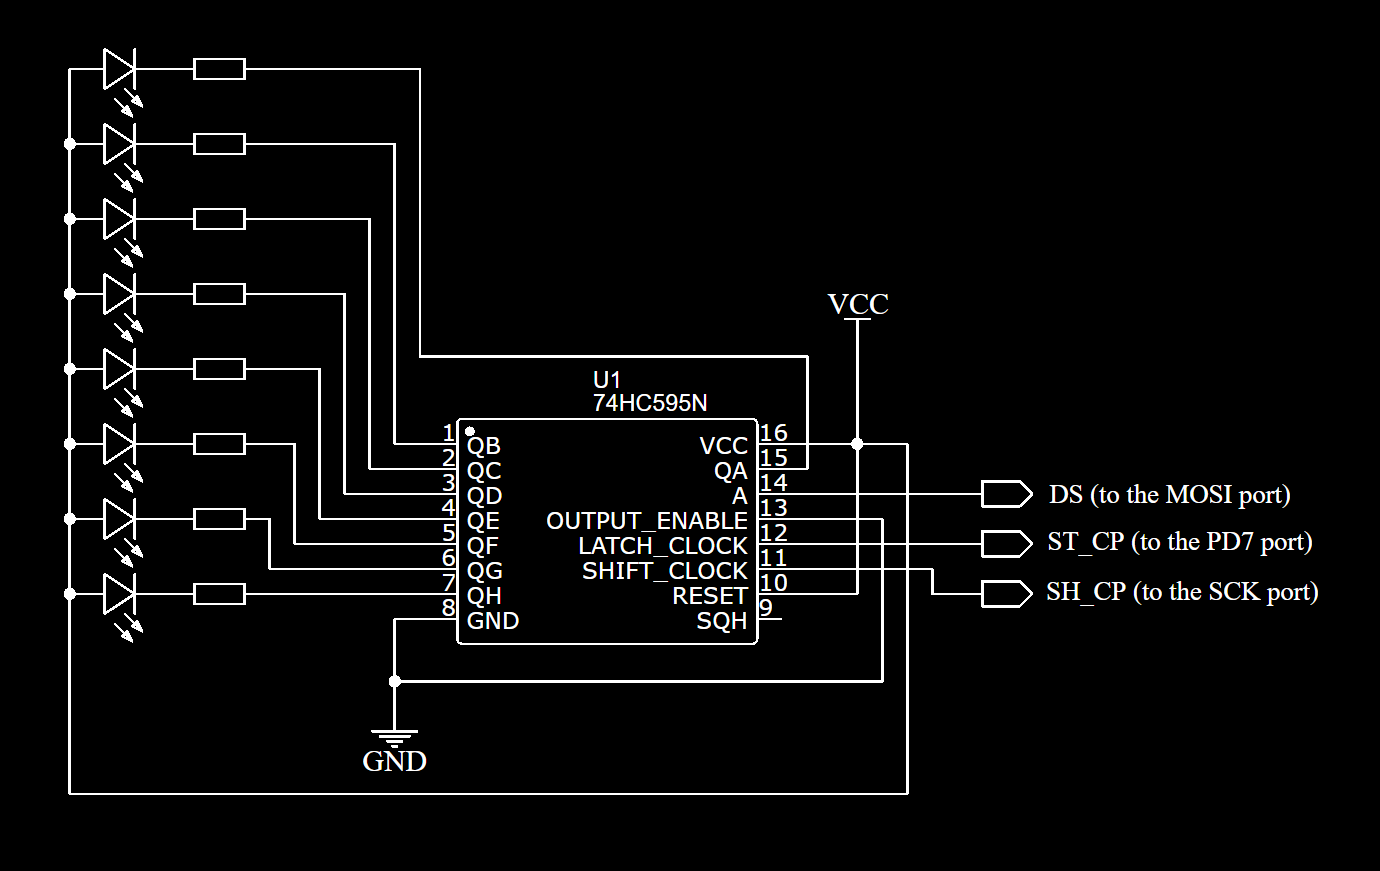 VCC
U1
74HC595N
1
QB
2
QC
3
QD
4
QE
5
QF
6
QG
7
QH
8
GND
16
VCC
15
QA
14
A
13
OUTPUT_ENABLE
12
LATCH_CLOCK
11
SHIFT_CLOCK
10
RESET
9
SQH
DS (to the MOSI port)
ST_CP (to the PD7 port)
SH_CP (to the SCK port)
GND